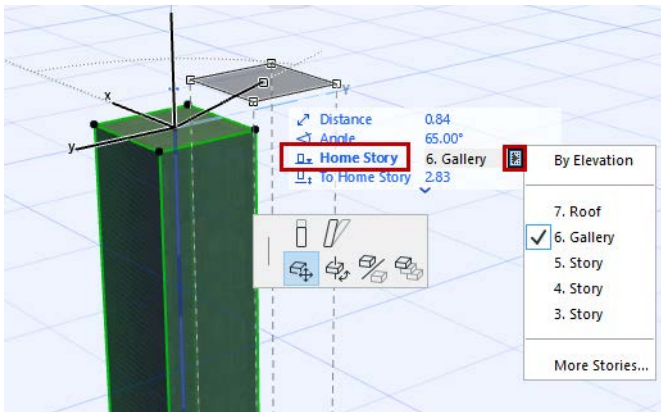 x
y
Y
Distance 0.84
Angle 65.00°
Home Story 6. Gallery
To Home Story 2.83
By Elevation
7. Roof
6. Gallery
5. Story
4. Story
3. Story
More Stories...